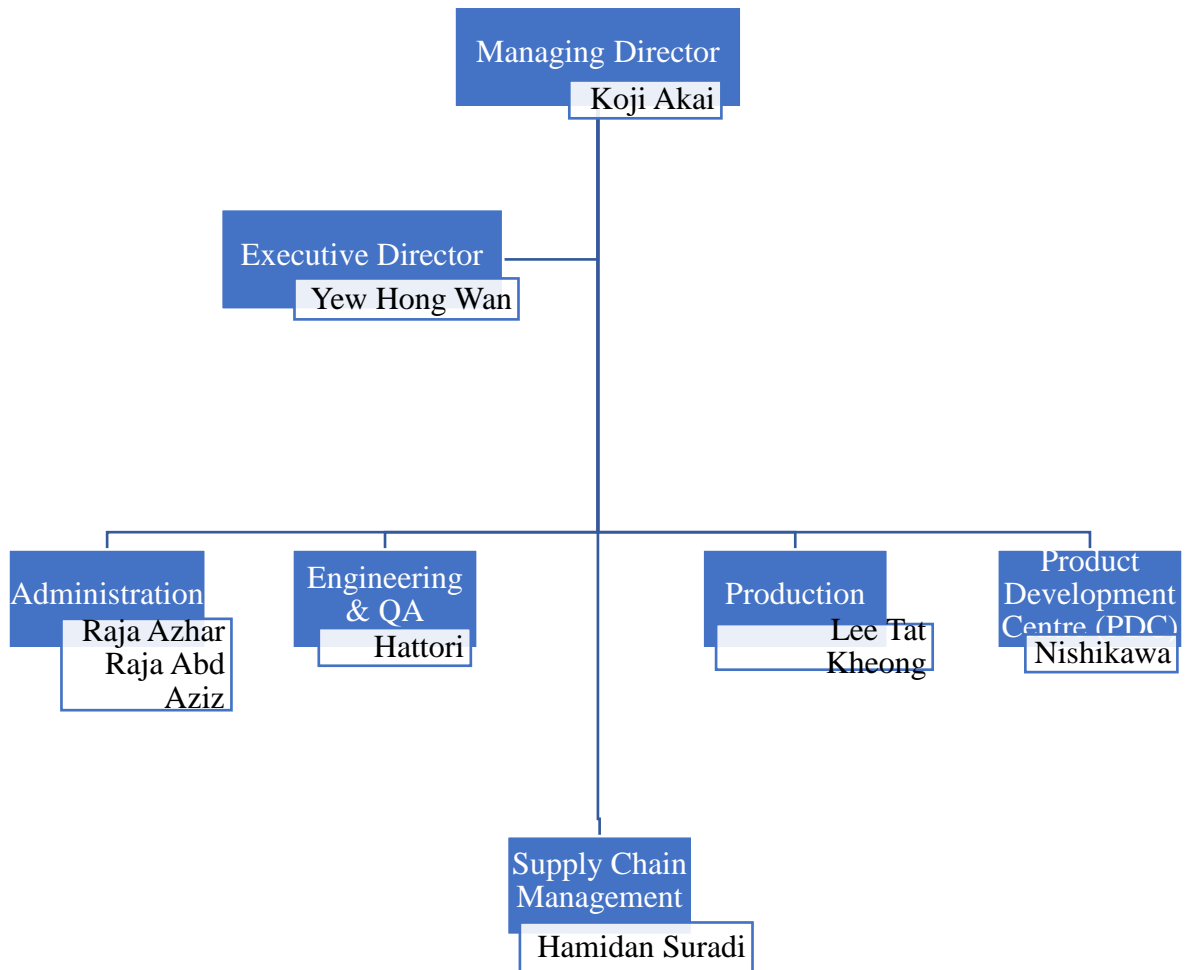 Managing Director
Koji Akai
Executive Director
Yew Hong Wan
Administration
Raja Azhar
Raja Abd
Aziz
Engineering
& QA
Hattori
Production
Lee Tat
Kheong
Product
Development
Centre (PDC)
Nishikawa
Supply Chain
Management
Hamidan Suradi